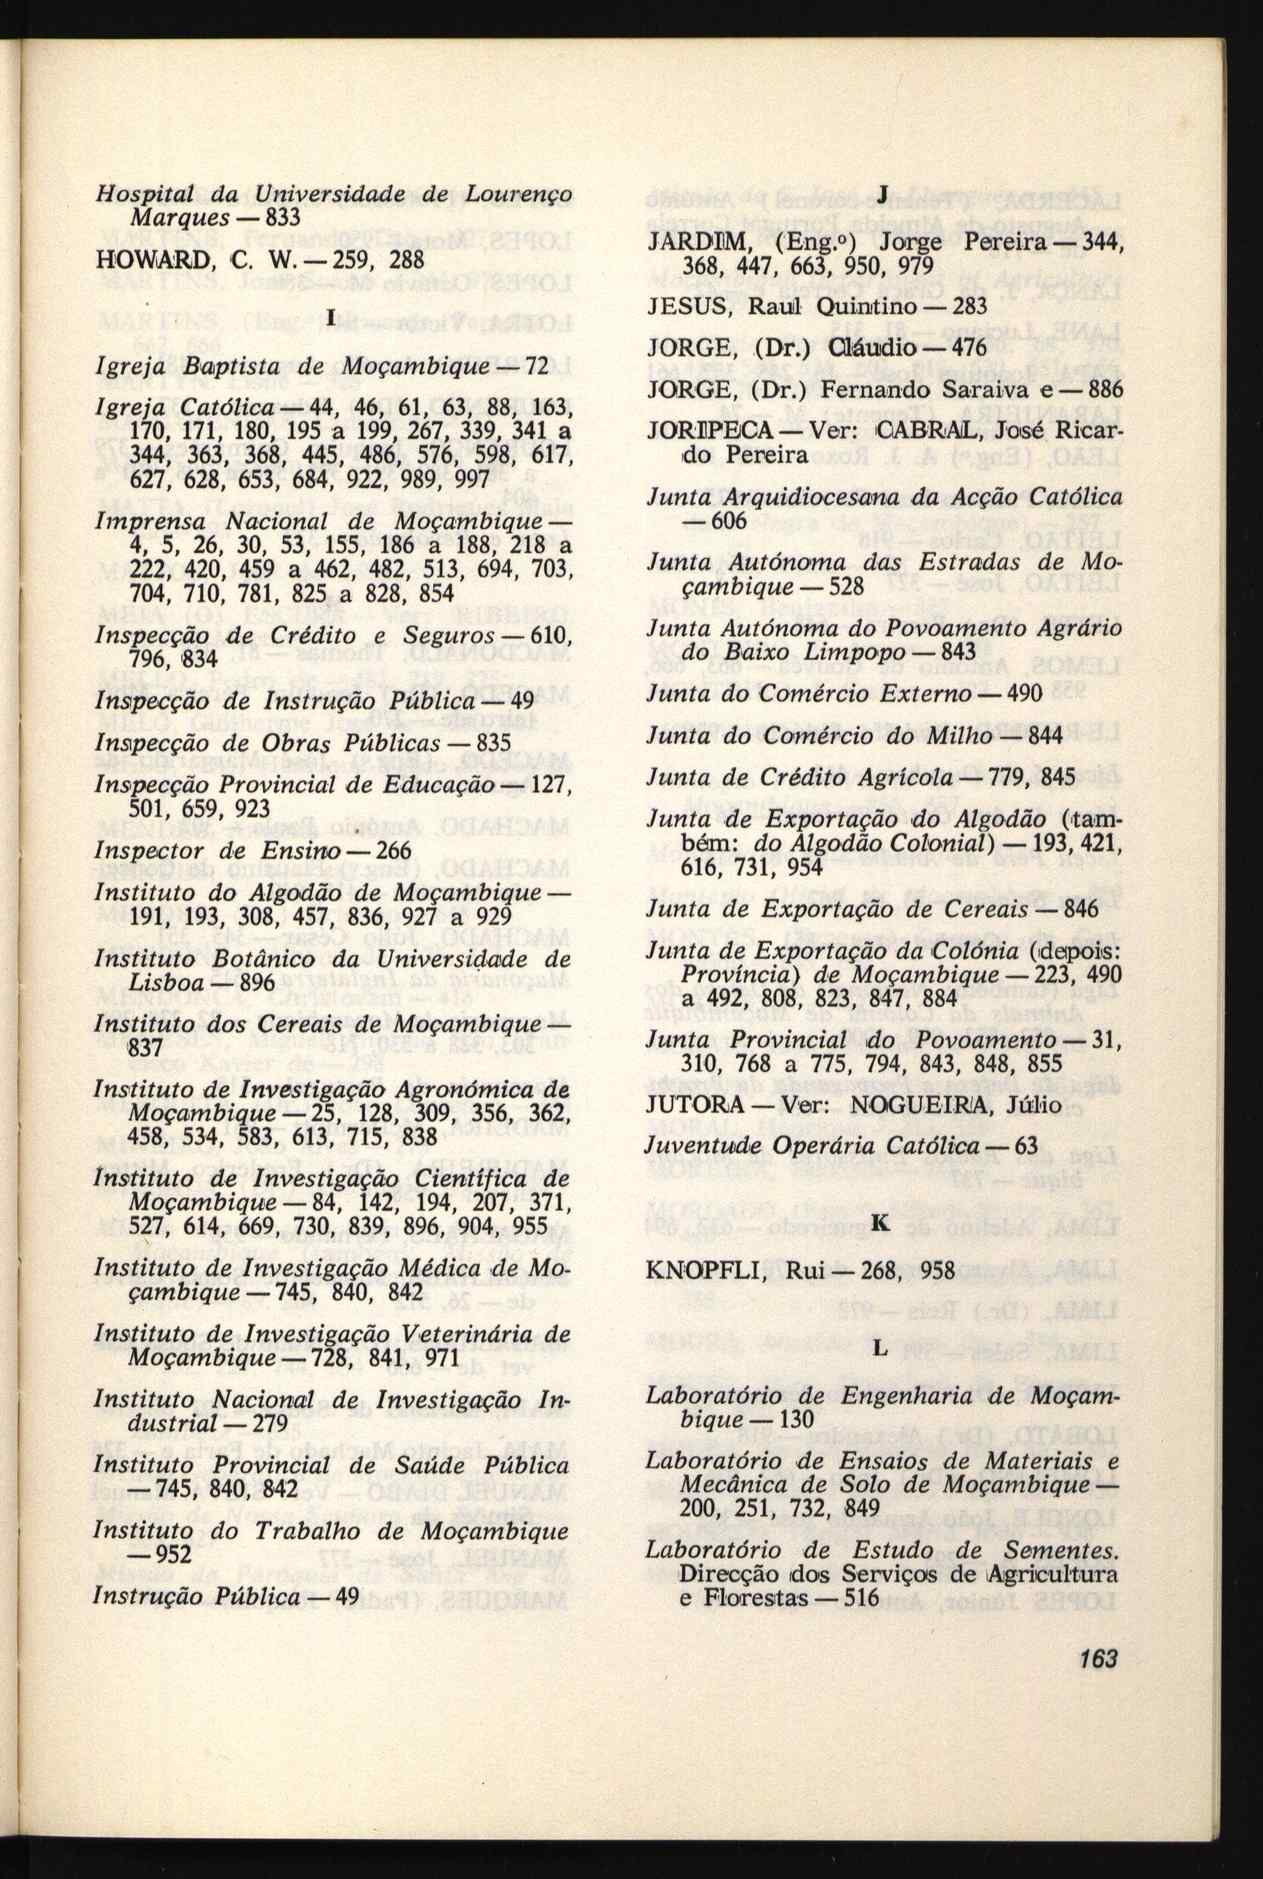 Hospital da Universidade de Lourenço
Marques — 833
HOWARD, C. W. — 259, 288
I
Igreja Baptista de Moçambique — 72
Igreja Católica — 44, 46, 61, 63, 88, 163,
170, 171, 180, 195 a 199, 267, 339, 341 a
344, 363, 368, 445, 486, 576, 598, 617,
627, 628, 653, 684, 922, 989, 997
Imprensa Nacional de Moçambique —
4, 5, 26, 30, 53, 155, 186 a 188, 218 a
222, 420, 459 a 462, 482, 513, 694, 703,
704, 710, 781, 825 a 828, 854
Inspecção de Crédito e Seguros — 610,
796, 834
Inspecção de Instrução Pública — 49
Inspecção de Obras Públicas — 835
Inspecção Provincial de Educação — 127,
501, 659, 923
Inspector de Ensino — 266
Instituto do Algodão de Moçambique —
191, 193, 308, 457, 836, 927 a 929
Instituto Botânico da Universidade de
Lisboa — 896
Instituto dos Cereais de Moçambique —
837
Instituto de Investigação Agronómica de
Moçambique — 25, 128, 309, 356, 362,
458, 534, 583, 613, 715, 838
Instituto de Investigação Científica de
Moçambique — 84, 142, 194, 207, 371,
527, 614, 669, 730, 839, 896, 904, 955
Instituto de Investigação Médica de Mo-
çambique — 745, 840, 842
Instituto de Investigação Veterinária de
Moçambique — 728, 841, 971
Instituto Nacional de Investigação In-
dustrial — 279
Instituto Provincial de Saúde Pública
— 745, 840, 842
Instituto do Trabalho de Moçambique
— 952
Instrução Pública — 49
J
JARDIM, (Eng.º) Jorge Pereira — 344,
368, 447, 663, 950, 979
JESUS, Raul Quintino — 283
JORGE, (Dr.) Cláudio — 476
JORGE, (Dr.) Fernando Saraiva e — 886
JORIPECA — Ver: CABRAL, José Ricar-
do Pereira
Junta Arquidiocesana da Acção Católica
— 606
Junta Autónoma das Estradas de Mo-
çambique — 528
Junta Autónoma do Povoamento Agrário
do Baixo Limpopo — 843
Junta do Comércio Externo — 490
Junta do Comércio do Milho — 844
Junta de Crédito Agrícola — 779, 845
Junta de Exportação do Algodão (tam-
bém: do Algodão Colonial) — 193, 421,
616, 731, 954
Junta de Exportação de Cereais — 846
Junta de Exportação da Colónia (depois:
Província) de Moçambique — 223, 490
a 492, 808, 823, 847, 884
Junta Provincial do Povoamento — 31,
310, 768 a 775, 794, 843, 848, 855
JUTORA — Ver: NOGUEIRA, Júlio
Juventude Operária Católica — 63
K
KNOPFLI, Rui — 268, 958
L
Laboratório de Engenharia de Moçam-
bique — 130
Laboratório de Ensaios de Materiais e
Mecânica de Solo de Moçambique —
200, 251, 732, 849
Laboratório de Estudo de Sementes.
Direcção dos Serviços de Agricultura
e Florestas — 516
163